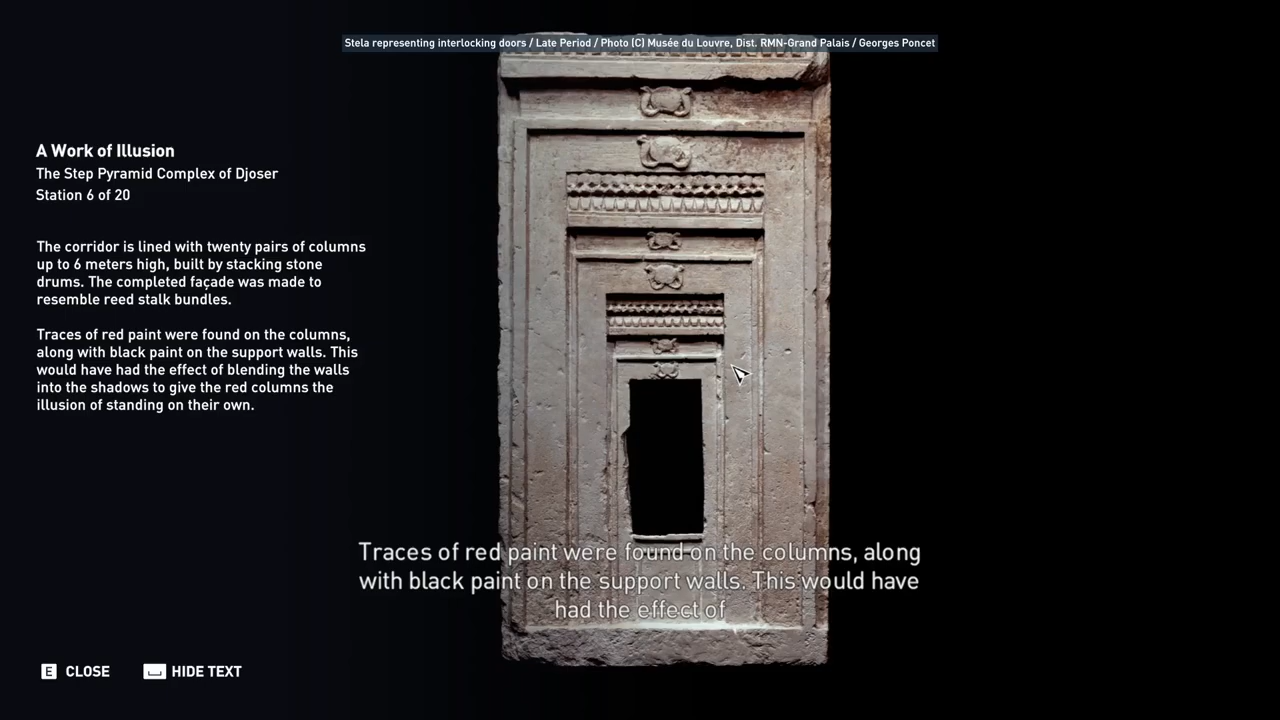 Stela representing interlocking doors / Late Period / Photo (C) Musée du Louvre, Dist. RMN-Grand Palais / Georges Poncet
A Work of Illusion
The Step Pyramid Complex of Djoser
Station 6 of 20
The corridor is lined with twenty pairs of columns
up to 6 meters high, built by stacking stone
drums. The completed façade was made to
resemble reed stalk bundles.
Traces of red paint were found on the columns,
along with black paint on the support walls. This
would have had the effect of blending the walls
into the shadows to give the red columns the
illusion of standing on their own.
Traces of red paint were found on the columns, along
with black paint on the support walls. This would have
had the effect of
E CLOSE
HIDE TEXT